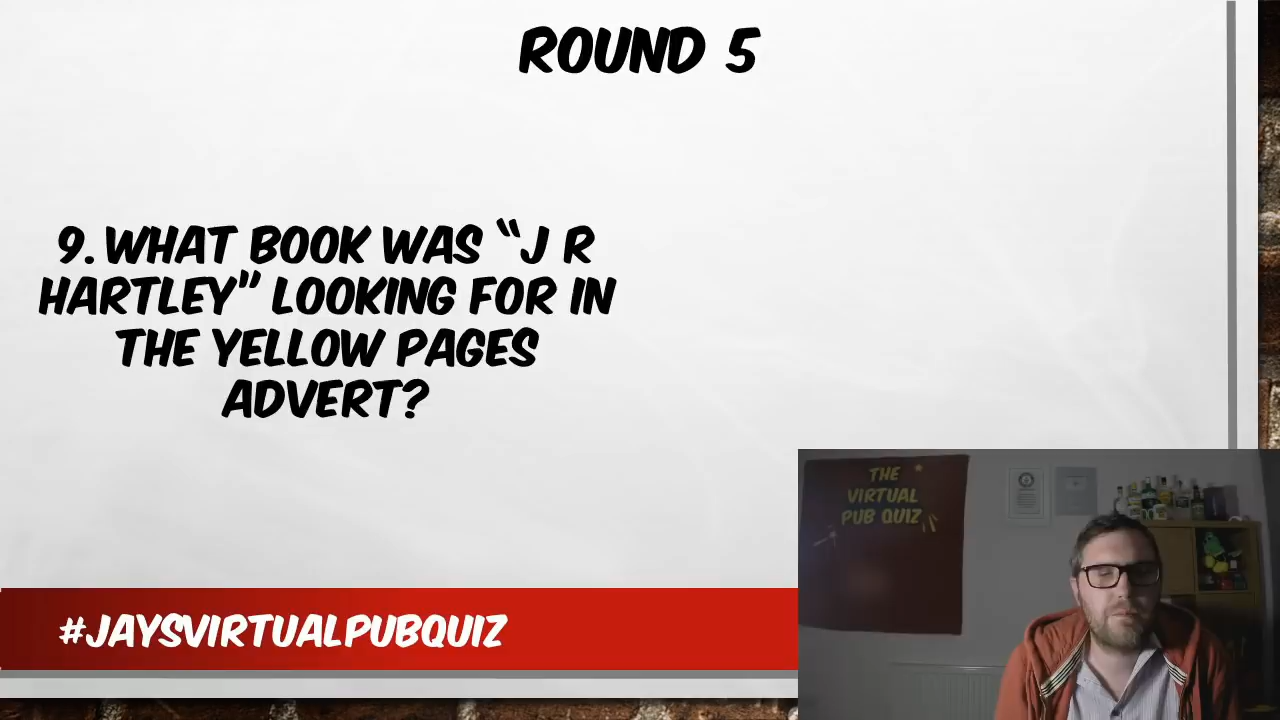 ROUND 5
9. WHAT BOOK WAS “J R
HARTLEY” LOOKING FOR IN
THE YELLOW PAGES
ADVERT?
#JAYSVIRTUALPUBQUIZ
THE
VIRTUAL
PUB QUIZ